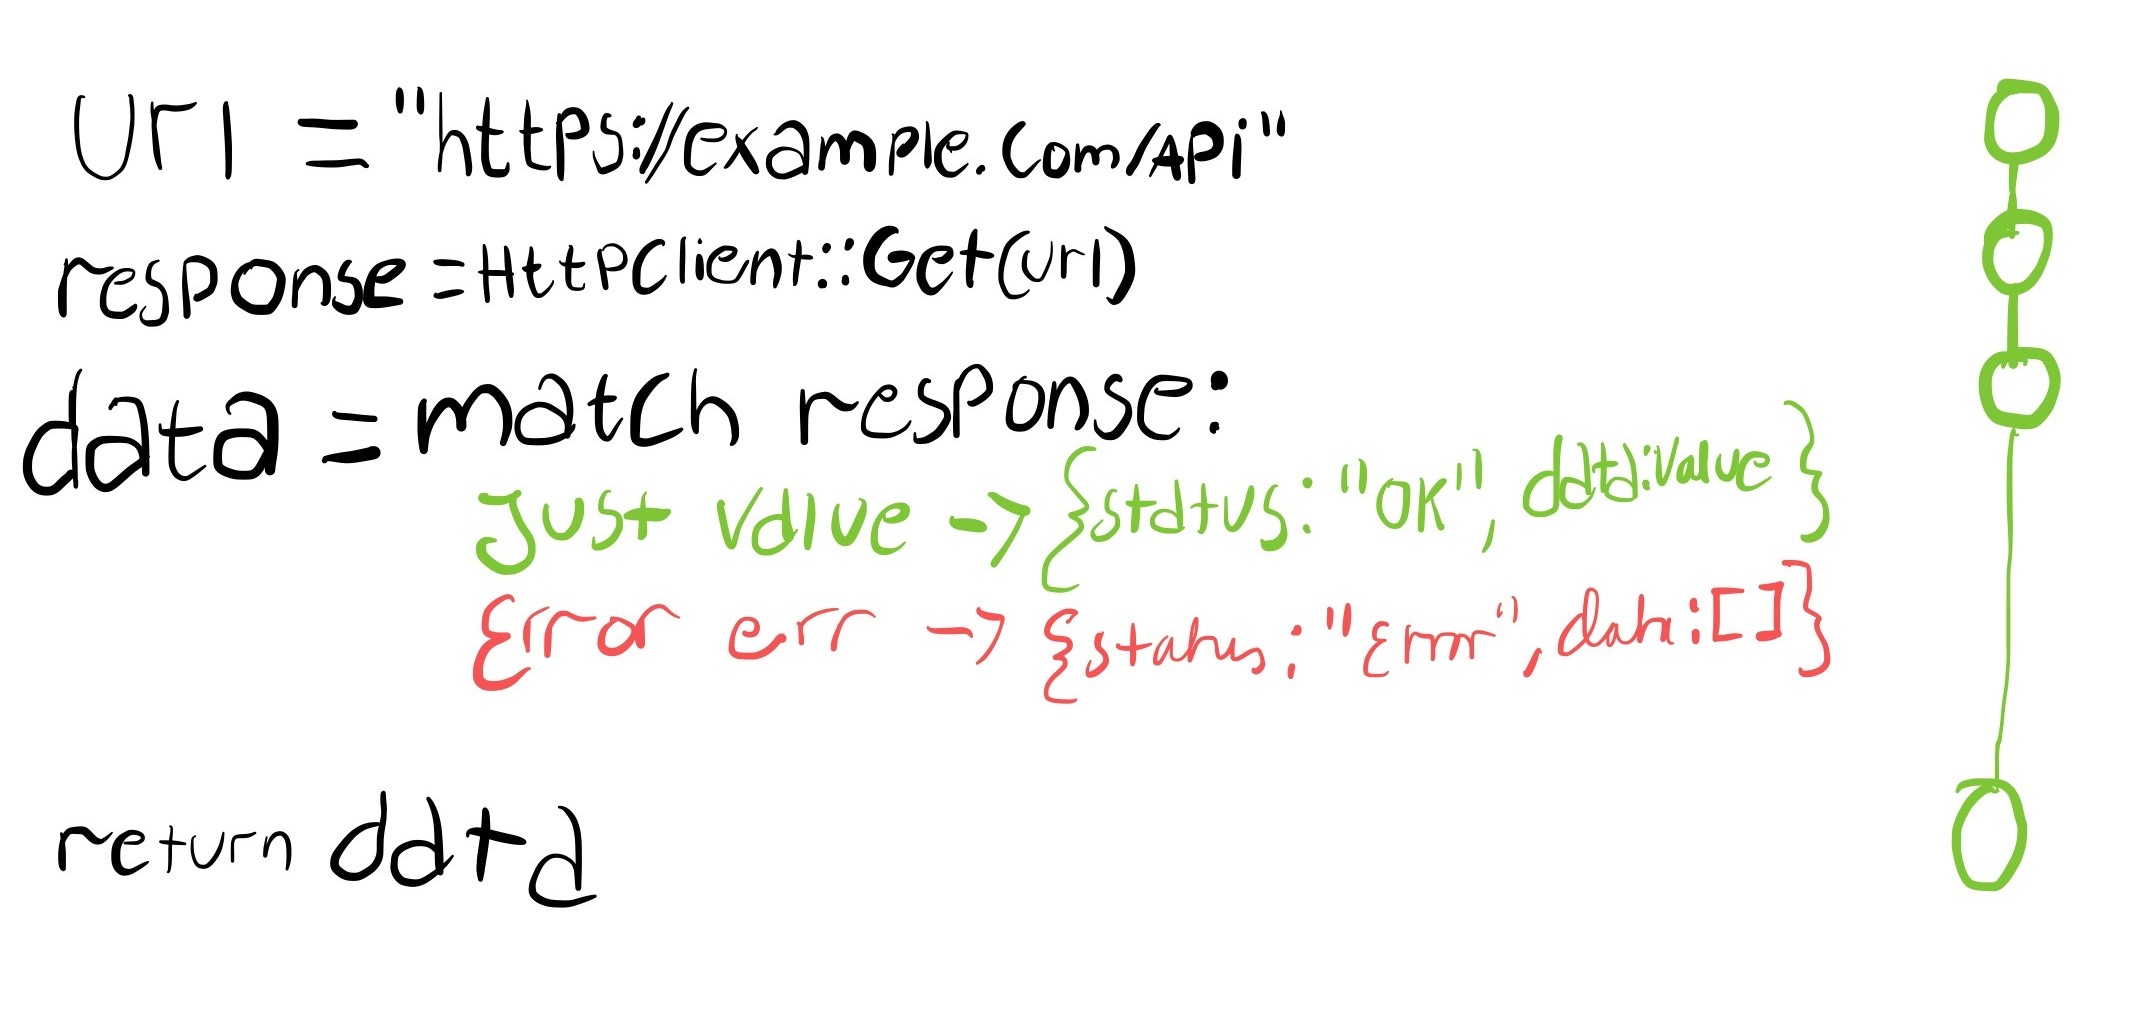 url = "https://example.com/API"
response = HttpClient::Get(url)
data = match response:
Just value -> {status: "OK", data: value}
Error err -> {status: "Error", data: []}
return data